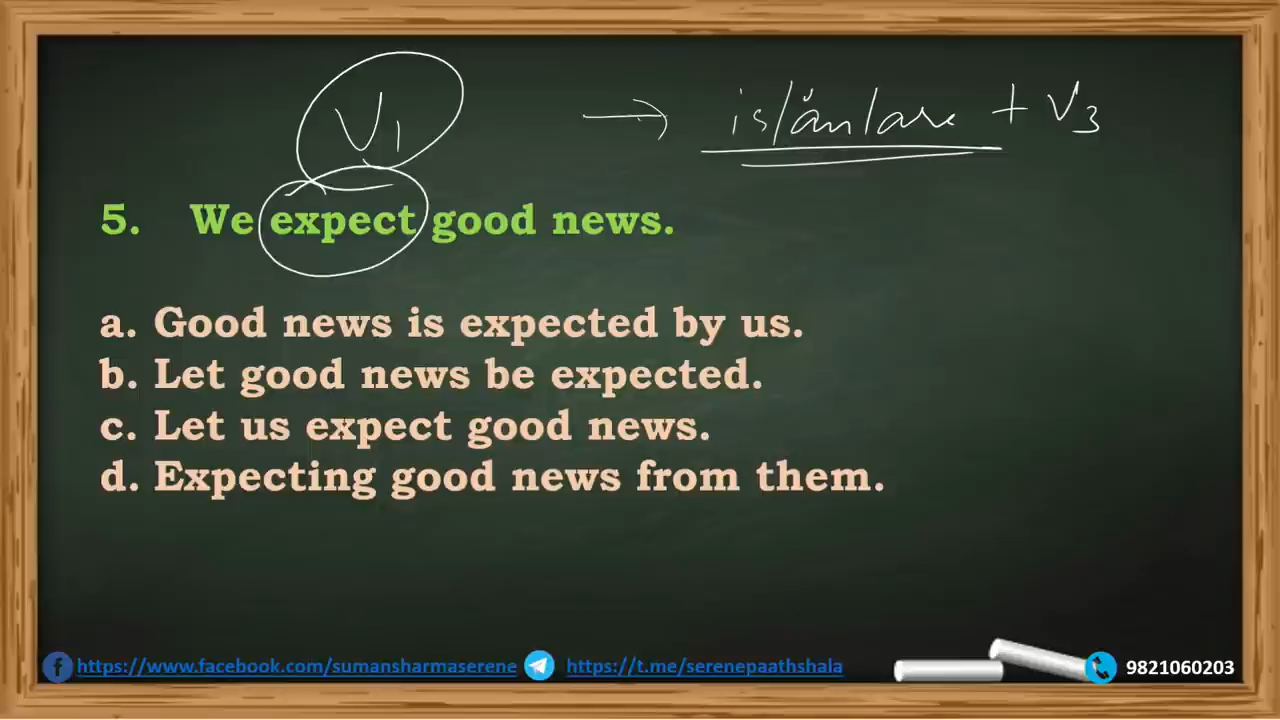 V1 → is/am/are + V3
5. We expect good news.
a. Good news is expected by us.
b. Let good news be expected.
c. Let us expect good news.
d. Expecting good news from them.
https://www.facebook.com/sumansharmaserene https://t.me/serenepaathshala 9821060203